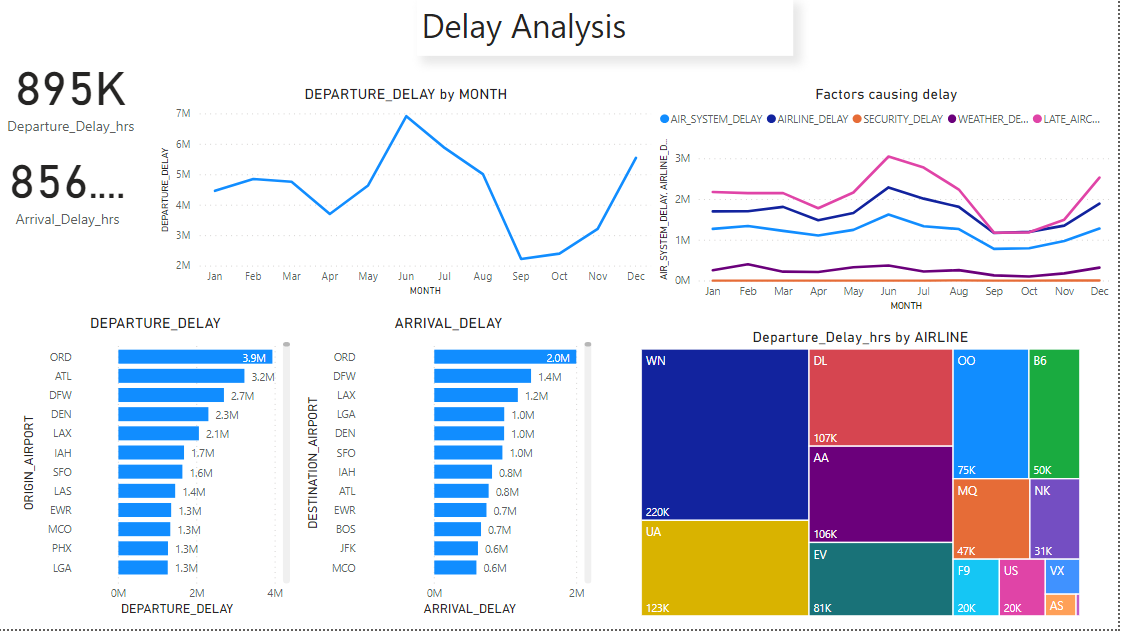 Delay Analysis
895K
Departure_Delay_hrs
856....
Arrival_Delay_hrs
DEPARTURE_DELAY by MONTH
DEPARTURE_DELAY
7M
6M
5M
4M
3M
2M
Jan Feb Mar Apr May Jun Jul Aug Sep Oct Nov Dec
MONTH
Factors causing delay
AIR_SYSTEM_DELAY AIRLINE_DELAY SECURITY_DELAY WEATHER_DE... LATE_AIRC...
AIR_SYSTEM_DELAY, AIRLINE_D...
3M
2M
1M
0M
Jan Feb Mar Apr May Jun Jul Aug Sep Oct Nov Dec
MONTH
DEPARTURE_DELAY
ORIGIN_AIRPORT
ORD 3.9M
ATL 3.2M
DFW 2.7M
DEN 2.3M
LAX 2.1M
IAH 1.7M
SFO 1.6M
LAS 1.4M
EWR 1.3M
MCO 1.3M
PHX 1.3M
LGA 1.3M
0M 2M 4M
DEPARTURE_DELAY
ARRIVAL_DELAY
DESTINATION_AIRPORT
ORD 2.0M
DFW 1.4M
LAX 1.2M
LGA 1.0M
DEN 1.0M
SFO 1.0M
IAH 0.8M
ATL 0.8M
EWR 0.7M
BOS 0.7M
JFK 0.6M
MCO 0.6M
0M 2M
ARRIVAL_DELAY
Departure_Delay_hrs by AIRLINE
WN
220K
UA
123K
DL
107K
AA
106K
EV
81K
OO
75K
B6
50K
MQ
47K
NK
31K
F9
20K
US
20K
VX
AS